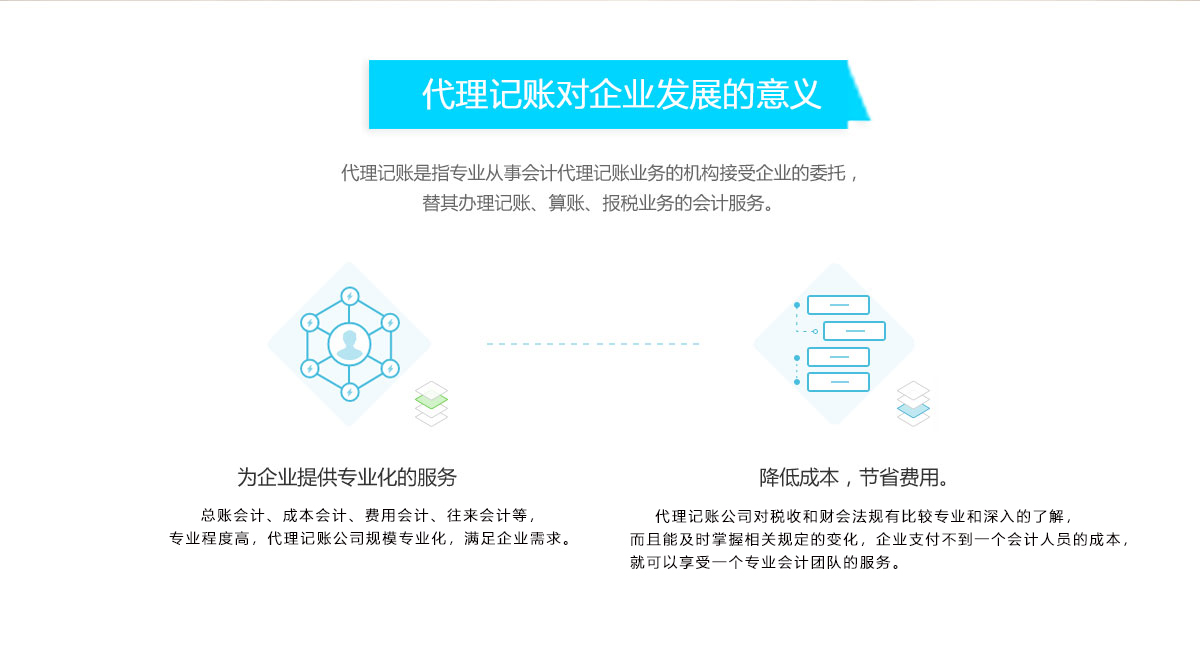 代理记账对企业发展的意义
代理记账是指专业从事会计代理记账业务的机构接受企业的委托，
替其办理记账、算账、报税业务的会计服务。
为企业提供专业化的服务
总账会计、成本会计、费用会计、往来会计等，
专业程度高，代理记账公司规模专业化，满足企业需求。
降低成本，节省费用。
代理记账公司对税收和财会法规有比较专业和深入的了解，
而且能及时掌握相关规定的变化，企业支付不到一个会计人员的成本，
就可以享受一个专业会计团队的服务。